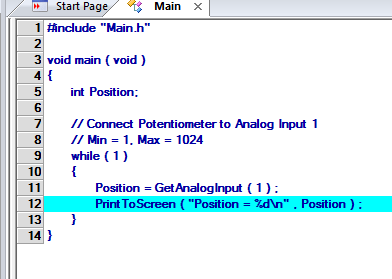 Start Page Main
1 #include "Main.h"
2
3 void main ( void )
4 {
5 int Position;
6
7 // Connect Potentiometer to Analog Input 1
8 // Min = 1, Max = 1024
9 while ( 1 )
10 {
11 Position = GetAnalogInput ( 1 ) ;
12 PrintToScreen ( "Position = %d\n" , Position ) ;
13 }
14 }